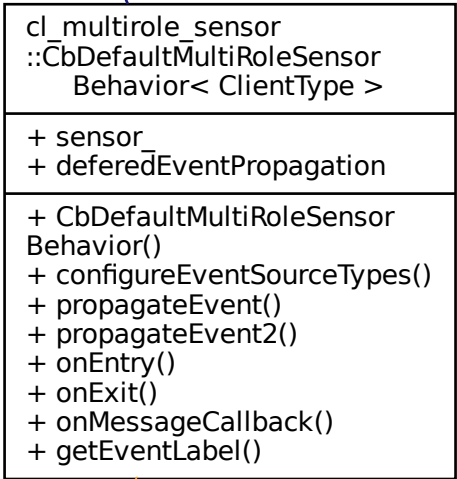 cl_multirole_sensor
::CbDefaultMultiRoleSensor
Behavior< ClientType >
+ sensor_
+ deferedEventPropagation
+ CbDefaultMultiRoleSensor
Behavior()
+ configureEventSourceTypes()
+ propagateEvent()
+ propagateEvent2()
+ onEntry()
+ onExit()
+ onMessageCallback()
+ getEventLabel()